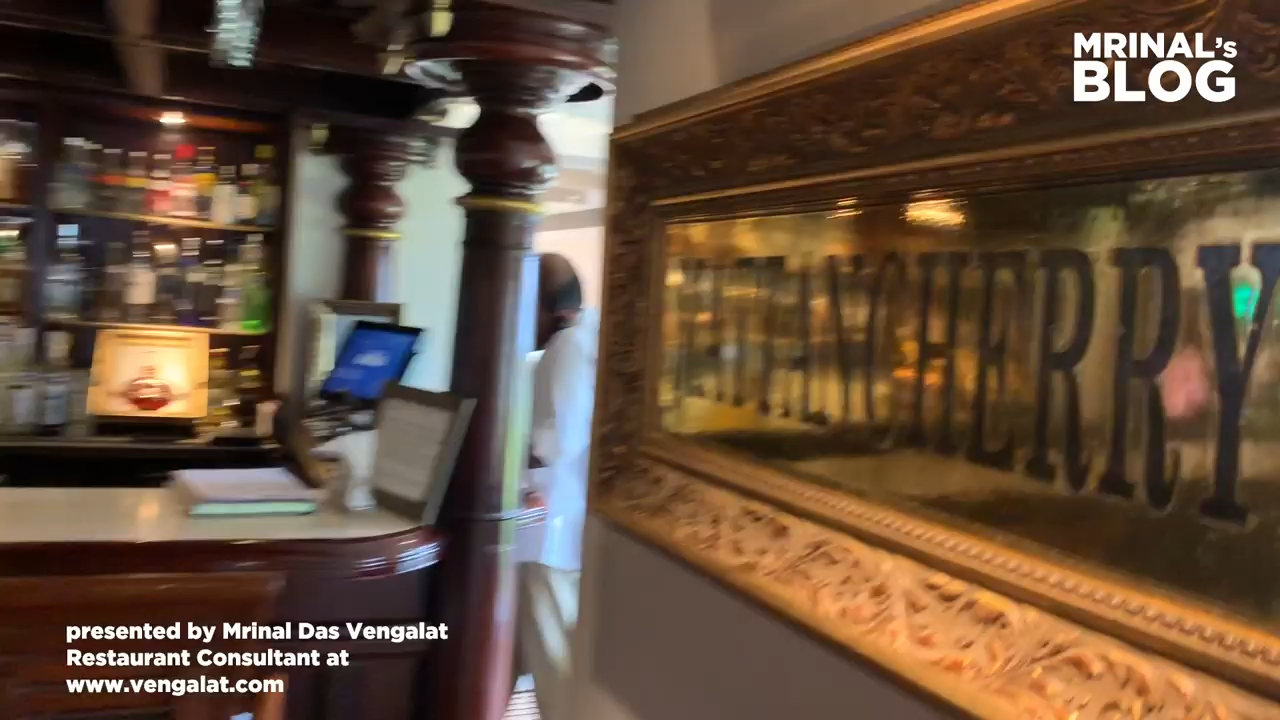 MRINAL's
BLOG
presented by Mrinal Das Vengalat
Restaurant Consultant at
www.vengalat.com